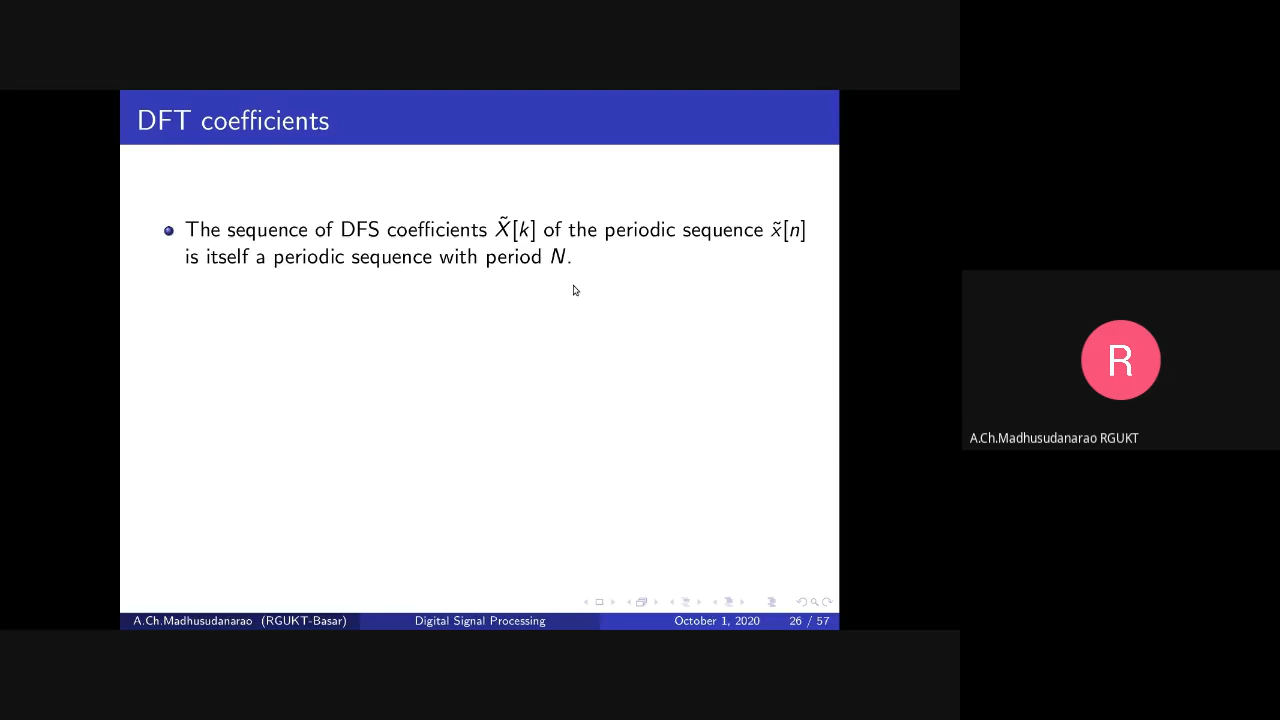 DFT coefficients
The sequence of DFS coefficients X̃[k] of the periodic sequence x̃[n]
is itself a periodic sequence with period N.
R
A.Ch.Madhusudanarao RGUKT
A.Ch.Madhusudanarao (RGUKT-Basar) Digital Signal Processing October 1, 2020 26 / 57